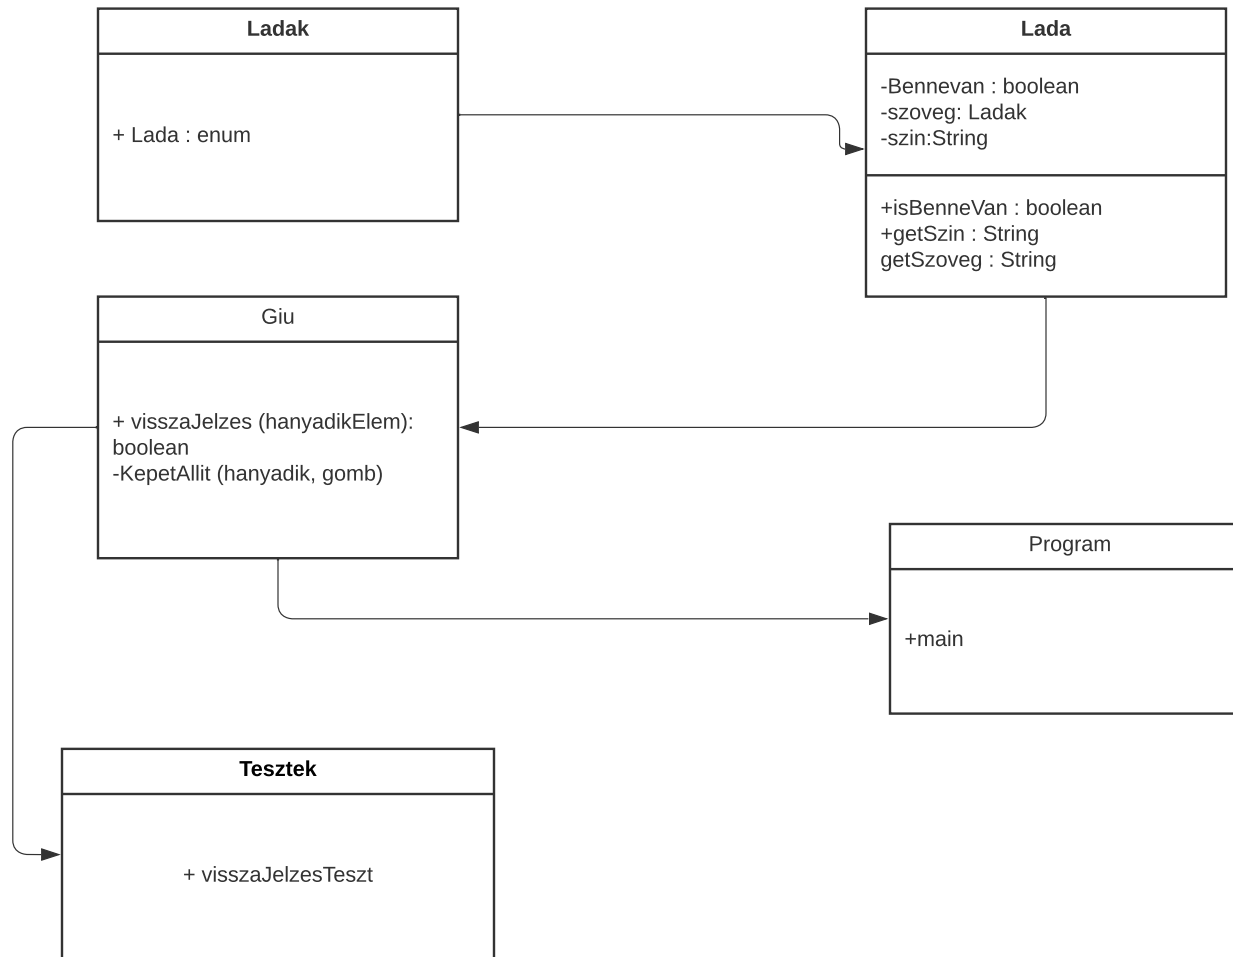 Ladak
+ Lada : enum
Lada
-Bennevan : boolean
-szoveg: Ladak
-szin:String
+isBenneVan : boolean
+getSzin : String
getSzoveg : String
Giu
+ visszaJelzes (hanyadikElem):
boolean
-KepetAllit (hanyadik, gomb)
Program
+main
Tesztek
+ visszaJelzesTeszt